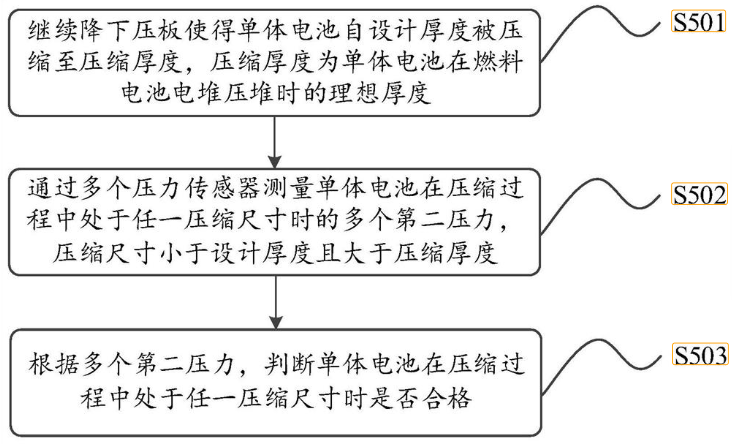 继续降下压板使得单体电池自设计厚度被压
缩至压缩厚度，压缩厚度为单体电池在燃料
电池电堆压堆时的理想厚度
S501
通过多个压力传感器测量单体电池在压缩过
程中处于任一压缩尺寸时的多个第二压力，
压缩尺寸小于设计厚度且大于压缩厚度
S502
根据多个第二压力，判断单体电池在压缩过
程中处于任一压缩尺寸时是否合格
S503